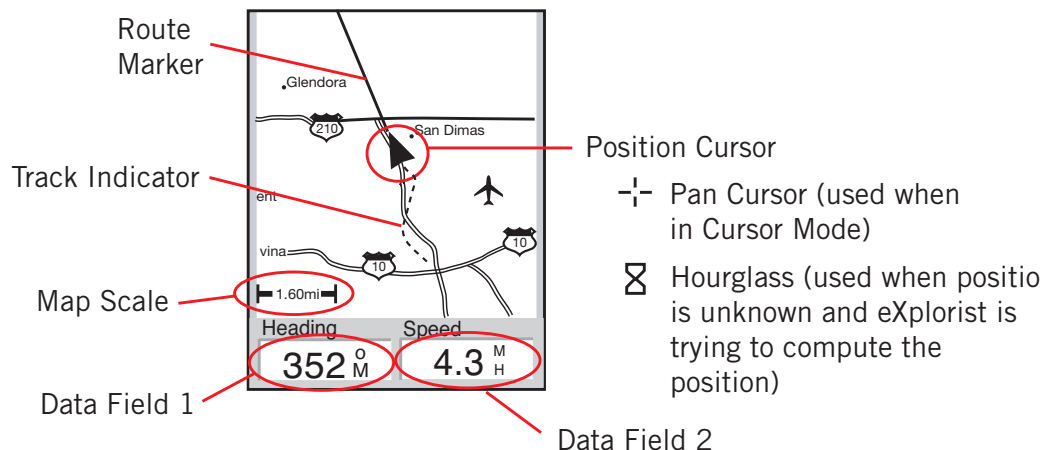 Route
Marker
Glendora
210
San Dimas
Position Cursor
Track Indicator
Pan Cursor (used when
in Cursor Mode)
ent
10
vina
10
Hourglass (used when positio
is unknown and eXplorist is
trying to compute the
position)
Map Scale
1.60mi
Heading
Speed
352 o M
4.3 M H
Data Field 1
Data Field 2